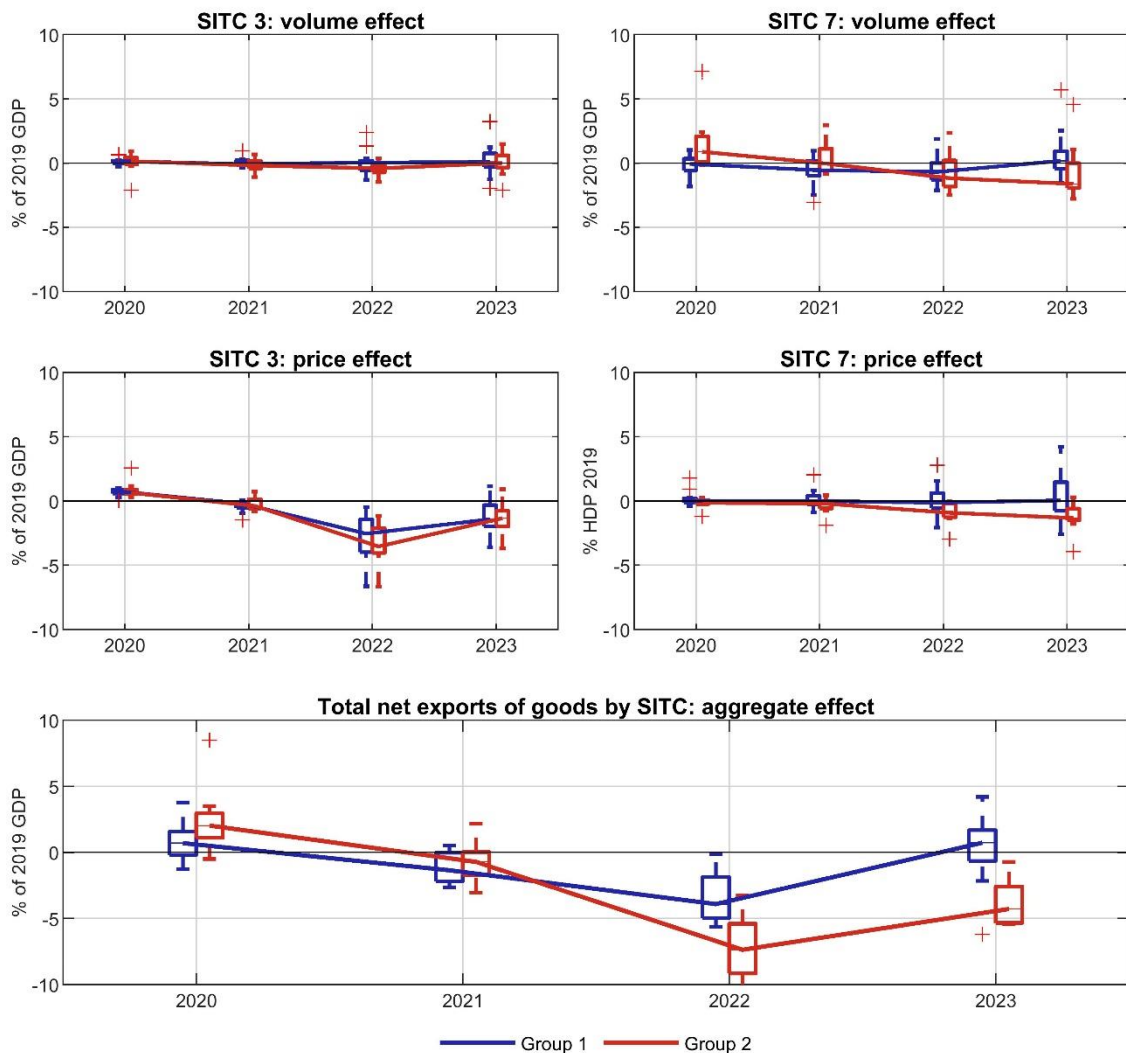 SITC 3: volume effect
% of 2019 GDP
10
5
0
-5
-10
2020 2021 2022 2023
SITC 7: volume effect
% of 2019 GDP
10
5
0
-5
-10
2020 2021 2022 2023
SITC 3: price effect
% of 2019 GDP
10
5
0
-5
-10
2020 2021 2022 2023
SITC 7: price effect
% HDP 2019
10
5
0
-5
-10
2020 2021 2022 2023
Total net exports of goods by SITC: aggregate effect
% of 2019 GDP
10
5
0
-5
-10
2020 2021 2022 2023
Group 1 Group 2